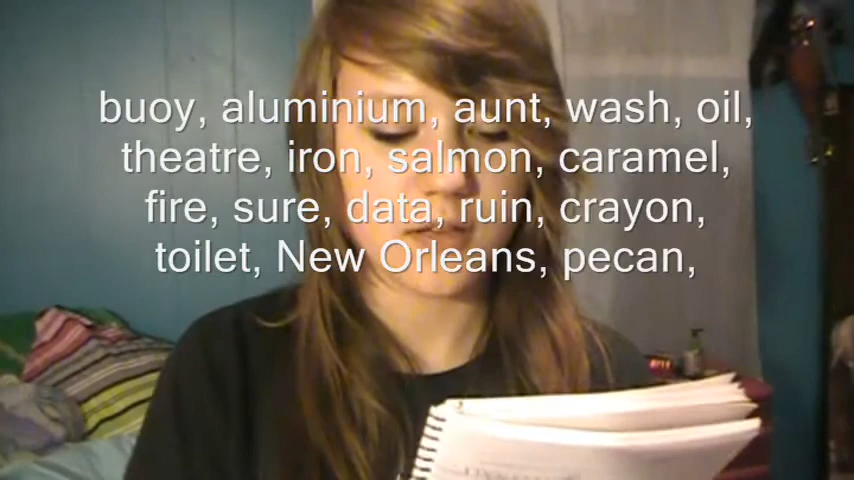 buoy, aluminium, aunt, wash, oil,
theatre, iron, salmon, caramel,
fire, sure, data, ruin, crayon,
toilet, New Orleans, pecan,